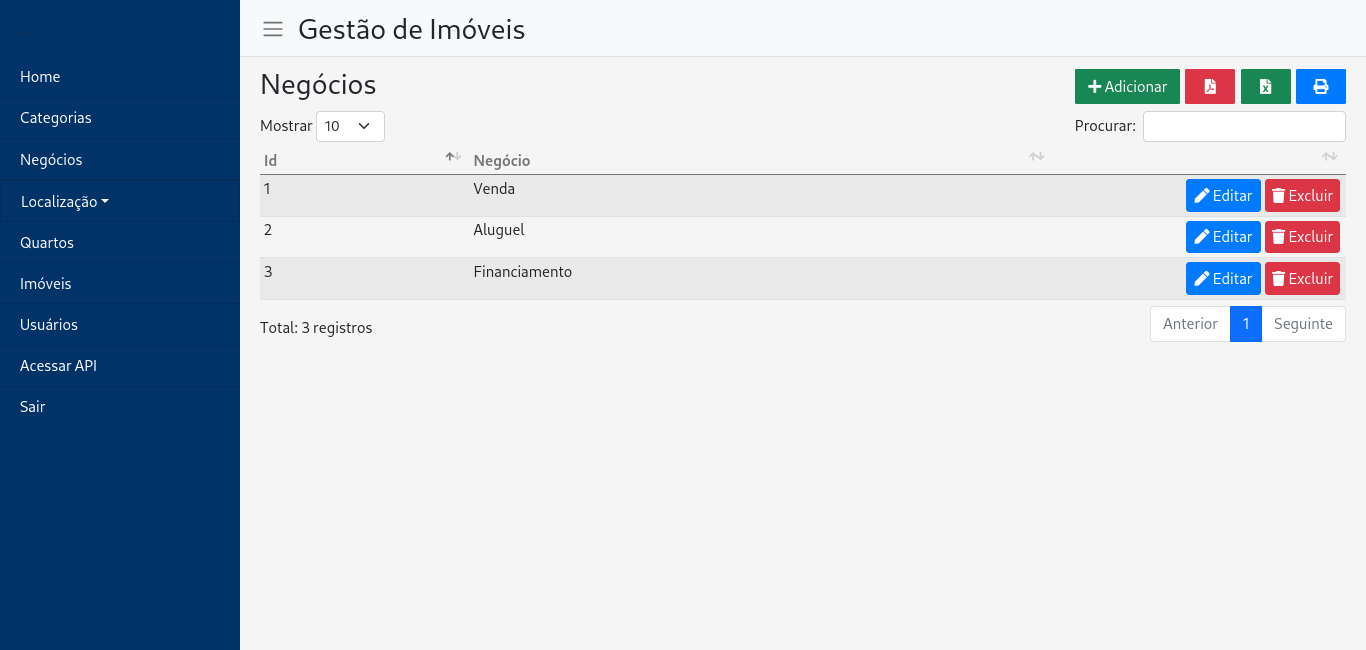 Gestão de Imóveis
Home
Categorias
Negócios
Localização
Quartos
Imóveis
Usuários
Acessar API
Sair
Negócios
Adicionar
Mostrar 10
Procurar:
Id Negócio
1 Venda Editar Excluir
2 Aluguel Editar Excluir
3 Financiamento Editar Excluir
Total: 3 registros
Anterior 1 Seguinte